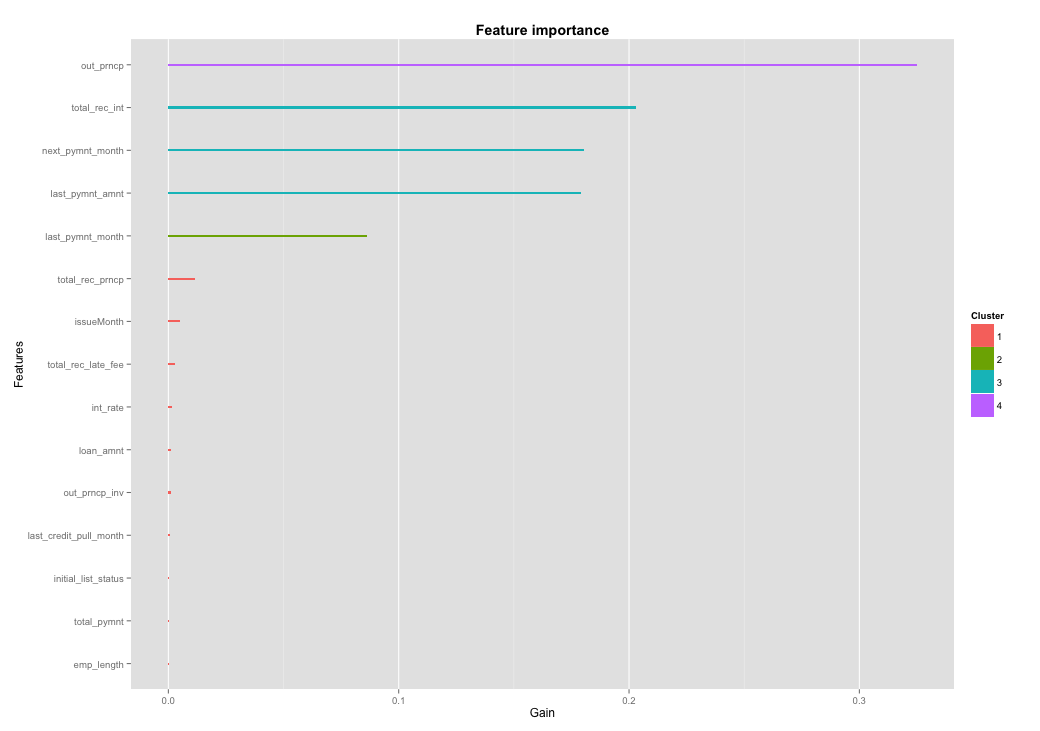 Feature importance
out_prncp
total_rec_int
next_pymnt_month
last_pymnt_amnt
last_pymnt_month
total_rec_prncp
issueMonth
total_rec_late_fee
int_rate
loan_amnt
out_prncp_inv
last_credit_pull_month
initial_list_status
total_pymnt
emp_length
Features
0.0 0.1 0.2 0.3
Gain
Cluster
1
2
3
4